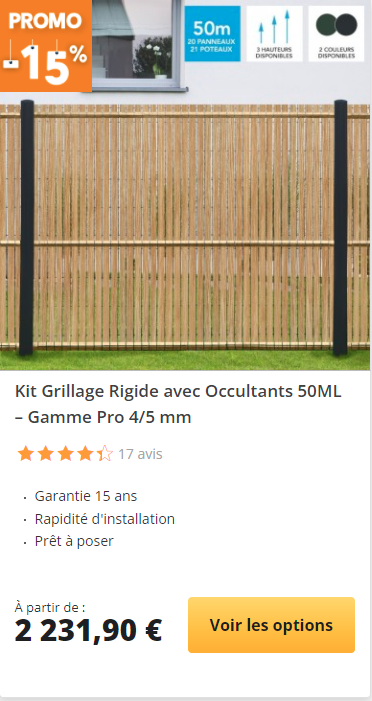 PROMO
-15%
50m
20 PANNEAUX
21 POTEAUX
3 HAUTEURS
DISPONIBLES
2 COULEURS
DISPONIBLES
Kit Grillage Rigide avec Occultants 50ML
– Gamme Pro 4/5 mm
17 avis
· Garantie 15 ans
· Rapidité d'installation
· Prêt à poser
À partir de :
2 231,90 €
Voir les options